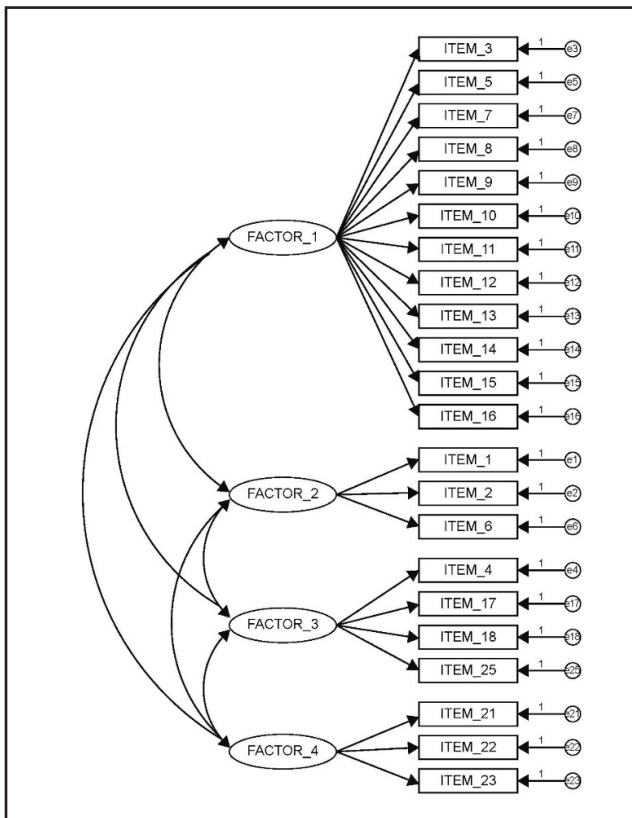 ITEM_3 1 e3
ITEM_5 1 e5
ITEM_7 1 e7
ITEM_8 1 e8
ITEM_9 1 e9
FACTOR_1 ITEM_10 1 e10
ITEM_11 1 e11
ITEM_12 1 e12
ITEM_13 1 e13
ITEM_14 1 e14
ITEM_15 1 e15
ITEM_16 1 e16
ITEM_1 1 e1
FACTOR_2 ITEM_2 1 e2
ITEM_6 1 e6
ITEM_4 1 e4
ITEM_17 1 e17
FACTOR_3 ITEM_18 1 e18
ITEM_25 1 e25
ITEM_21 1 e21
FACTOR_4 ITEM_22 1 e22
ITEM_23 1 e23